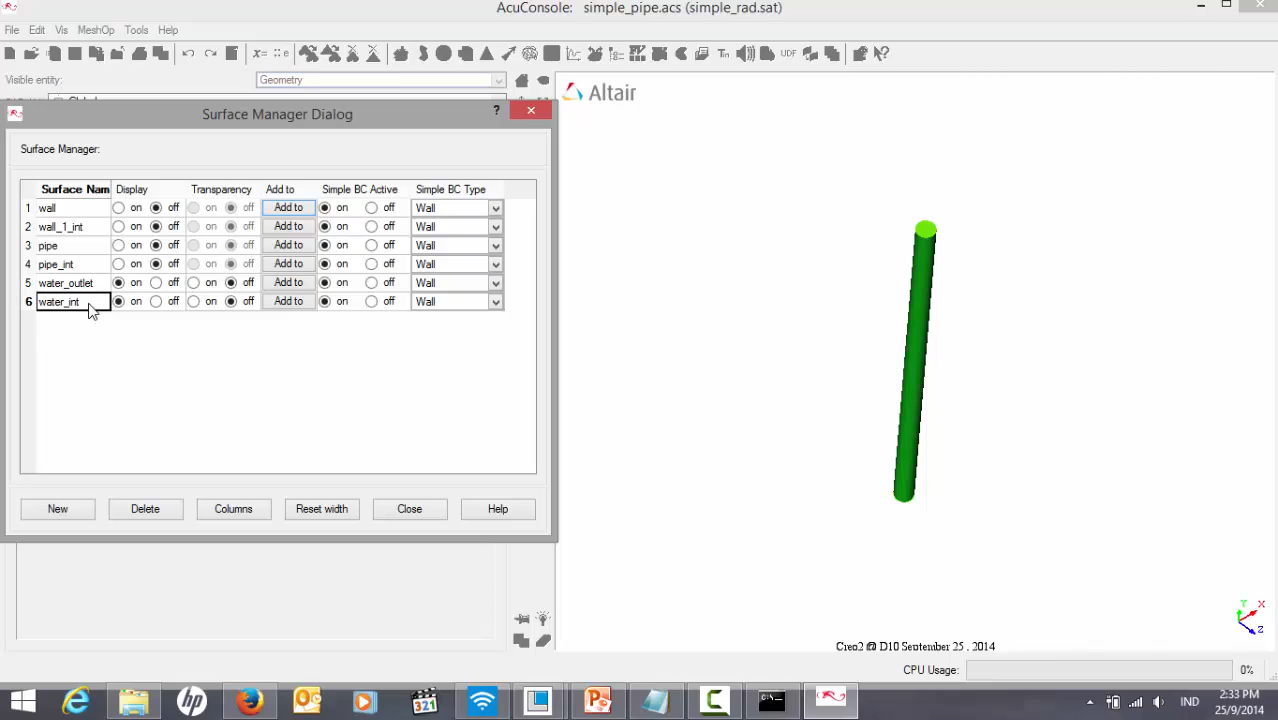 AcuConsole: simple_pipe.acs (simple_rad.sat)
File Edit Vis MeshOp Tools Help
x= :: e Tn UDF
Visible entity: Geometry
Altair
Surface Manager Dialog ?
Surface Manager:
Surface Nam Display Transparency Add to Simple BC Active Simple BC Type
1 wall on off on off Add to on off Wall
2 wall_1_int on off on off Add to on off Wall
3 pipe on off on off Add to on off Wall
4 pipe_int on off on off Add to on off Wall
5 water_outlet on off on off Add to on off Wall
6 water_int on off on off Add to on off Wall
New Delete Columns Reset width Close Help
Y X Z
Creo2 @ D10 September 25 , 2014
CPU Usage: 0%
hp 321 IND 2:33 PM
25/9/2014